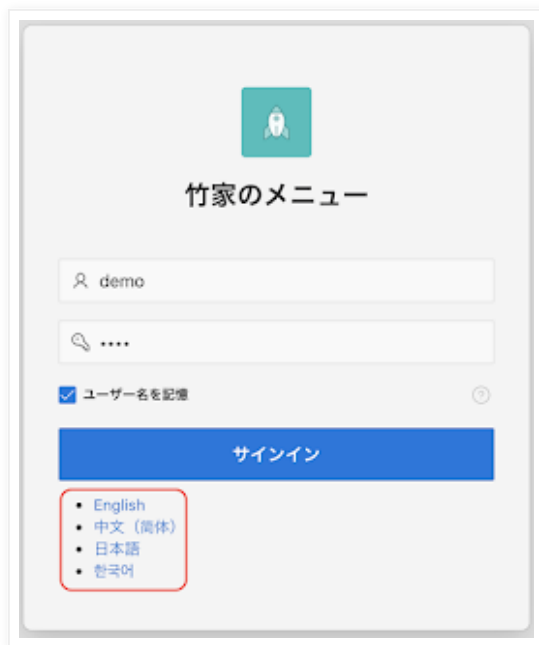 竹家のメニュー
demo
••••
ユーザー名を記憶
?
サインイン
English
中文（简体）
日本語
한국어